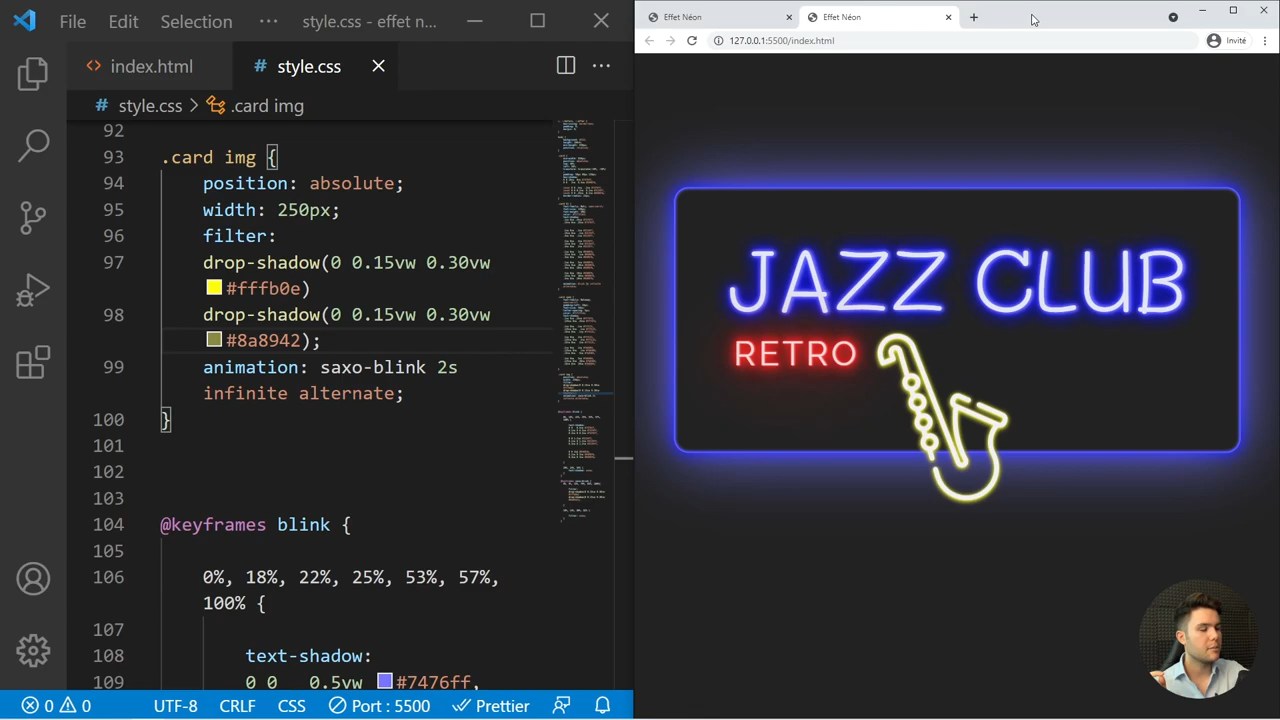 File Edit Selection ··· style.css - effet n...
index.html style.css
# style.css > .card img
92
93 .card img {
94 position: absolute;
95 width: 250px;
96 filter:
97 drop-shadow(0 0.15vw 0.30vw
#fffb0e)
98 drop-shadow(0 0.15vw 0.30vw
#8a8942);
99 animation: saxo-blink 2s
infinite alternate;
100 }
101
102
103
104 @keyframes blink {
105
106 0%, 18%, 22%, 25%, 53%, 57%,
100% {
107
108 text-shadow:
109 0 0 0.5vw #7476ff,
0 0 UTF-8 CRLF CSS Port : 5500 Prettier
Effet Néon Effet Néon
127.0.0.1:5500/index.html Invité
JAZZ CLUB
RETRO